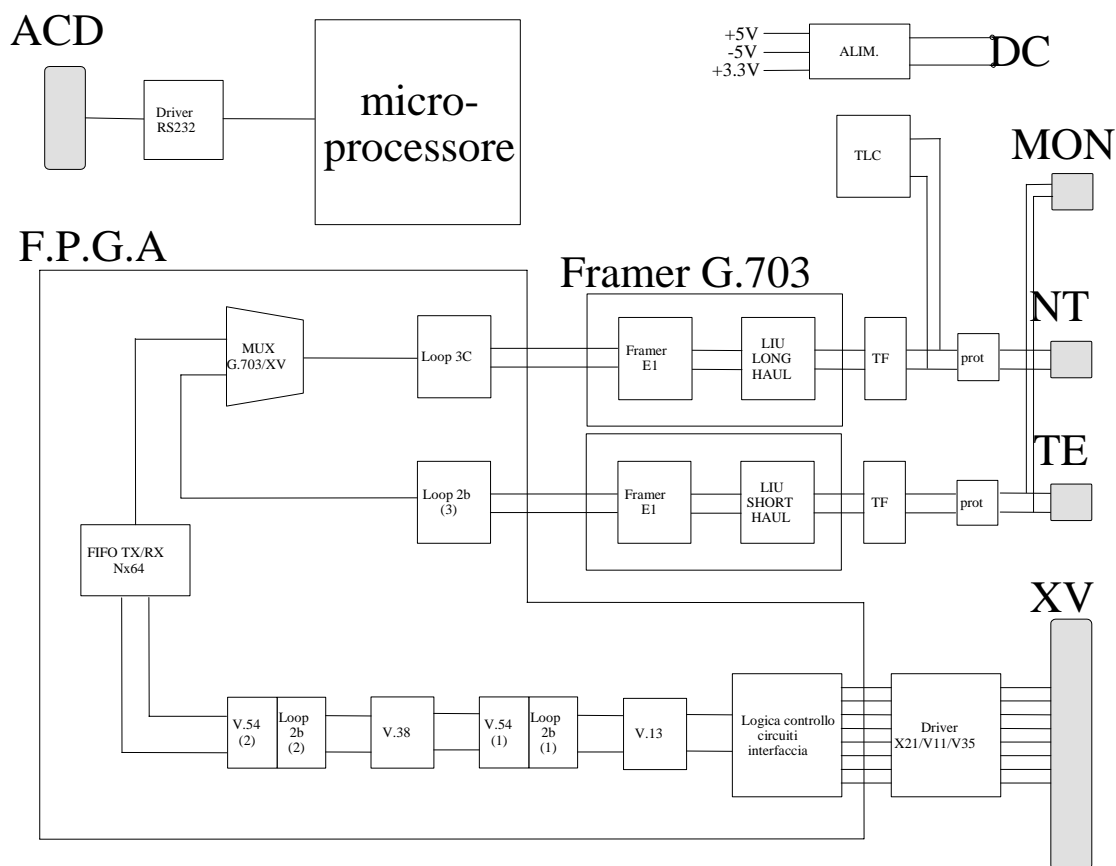 ACD
Driver
RS232
micro-
processore
+5V
-5V
+3.3V
ALIM.
DC
TLC
MON
F.P.G.A
Framer G.703
NT
MUX
G.703/XV
Loop 3C
Framer
E1
LIU
LONG
HAUL
TF
prot
TE
Loop 2b
(3)
Framer
E1
LIU
SHORT
HAUL
TF
prot
FIFO TX/RX
Nx64
XV
V.54
(2)
Loop
2b
(2)
V.38
V.54
(1)
Loop
2b
(1)
V.13
Logica controllo
circuiti
interfaccia
Driver
X21/V11/V35